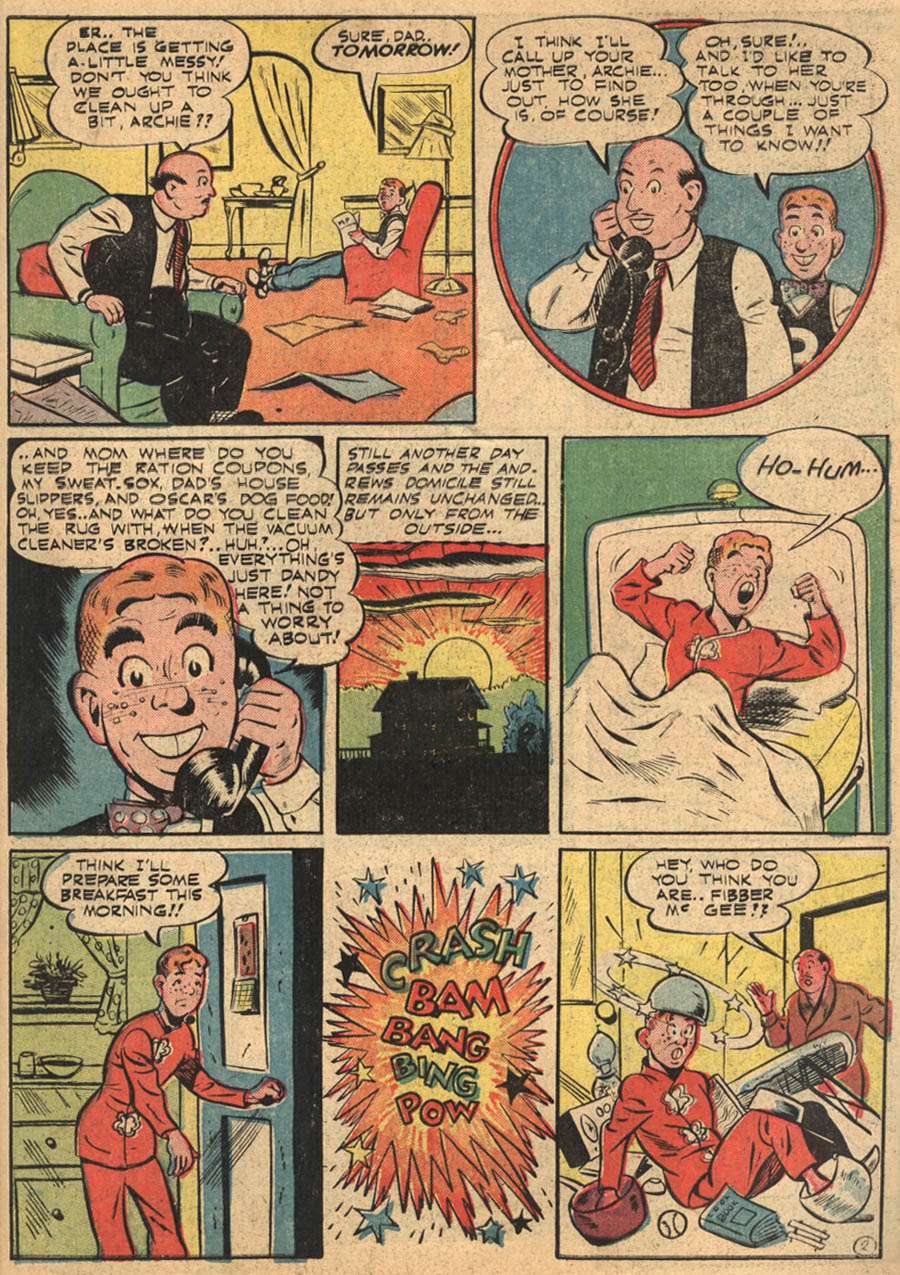 ER.. THE
PLACE IS GETTING
A-LITTLE MESSY!
DON'T YOU THINK
WE OUGHT TO
CLEAN UP A
BIT, ARCHIE??
SURE, DAD..
TOMORROW!
I THINK I'LL
CALL UP YOUR
MOTHER, ARCHIE...
JUST TO FIND
OUT, HOW SHE
IS, OF COURSE!
OH, SURE!..
AND I'D LIKE TO
TALK TO HER
TOO, WHEN YOU'RE
THROUGH... JUST
A COUPLE OF
THINGS I WANT
TO KNOW!!
..AND MOM WHERE DO YOU
KEEP THE RATION COUPONS,
MY SWEAT-SOX, DAD'S HOUSE
SLIPPERS, AND OSCAR'S DOG FOOD!
OH, YES..AND WHAT DO YOU CLEAN
THE RUG WITH, WHEN THE VACUUM
CLEANER'S BROKEN?..HUH?...OH,
EVERYTHING'S
JUST DANDY
HERE! NOT
A THING TO
WORRY
ABOUT!
STILL ANOTHER DAY
PASSES AND THE AND-
REWS DOMICILE STILL
REMAINS UNCHANGED..
BUT ONLY FROM THE
OUTSIDE...
HO-HUM...
THINK I'LL
PREPARE SOME
BREAKFAST THIS
MORNING!!
CRASH
BAM
BANG
BING
POW
HEY, WHO DO
YOU THINK YOU
ARE.. FIBBER
MC GEE!?
2